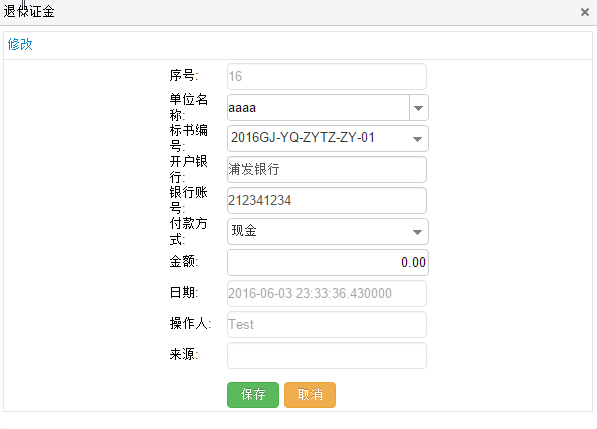 退保证金
修改
序号: 16
单位名称: aaaa
标书编号: 2016GJ-YQ-ZYTZ-ZY-01
开户银行: 浦发银行
银行账号: 212341234
付款方式: 现金
金额: 0.00
日期: 2016-06-03 23:33:36.430000
操作人: Test
来源:
保存 取消